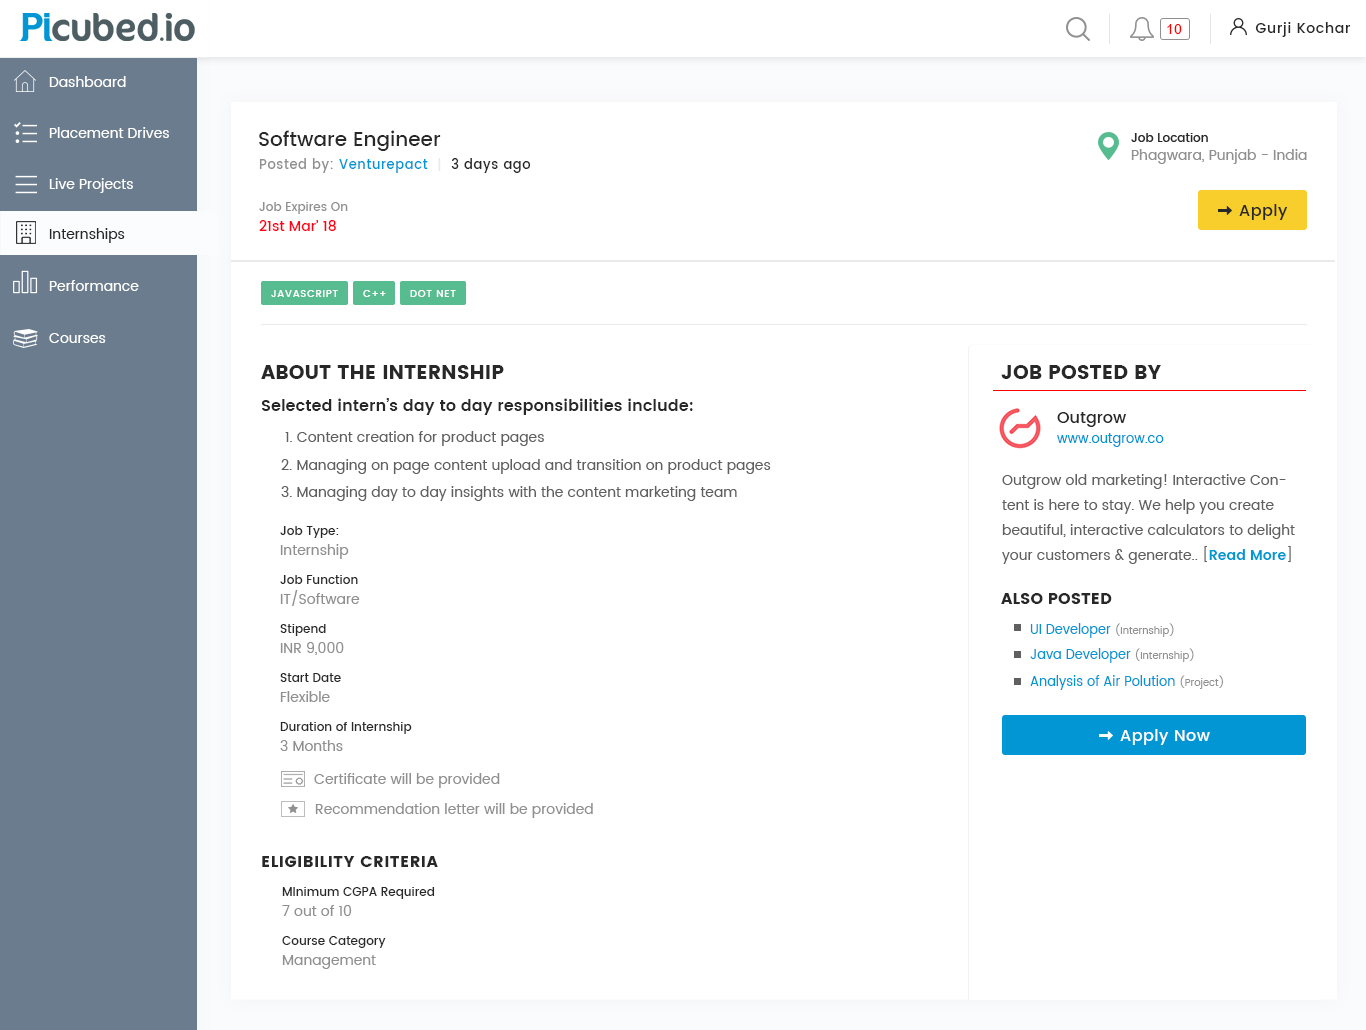 Picubed.io
10
Gurji Kochar
Dashboard
Placement Drives
Live Projects
Internships
Performance
Courses
Software Engineer
Posted by: Venturepact | 3 days ago
Job Expires On
21st Mar' 18
Job Location
Phagwara, Punjab - India
→ Apply
JAVASCRIPT
C++
DOT NET
ABOUT THE INTERNSHIP
Selected intern's day to day responsibilities include:
1. Content creation for product pages
2. Managing on page content upload and transition on product pages
3. Managing day to day insights with the content marketing team
Job Type:
Internship
Job Function
IT/Software
Stipend
INR 9,000
Start Date
Flexible
Duration of Internship
3 Months
Certificate will be provided
Recommendation letter will be provided
ELIGIBILITY CRITERIA
MInimum CGPA Required
7 out of 10
Course Category
Management
JOB POSTED BY
Outgrow
www.outgrow.co
Outgrow old marketing! Interactive Con-
tent is here to stay. We help you create
beautiful, interactive calculators to delight
your customers & generate.. [Read More]
ALSO POSTED
UI Developer (Internship)
Java Developer (Internship)
Analysis of Air Polution (Project)
→ Apply Now